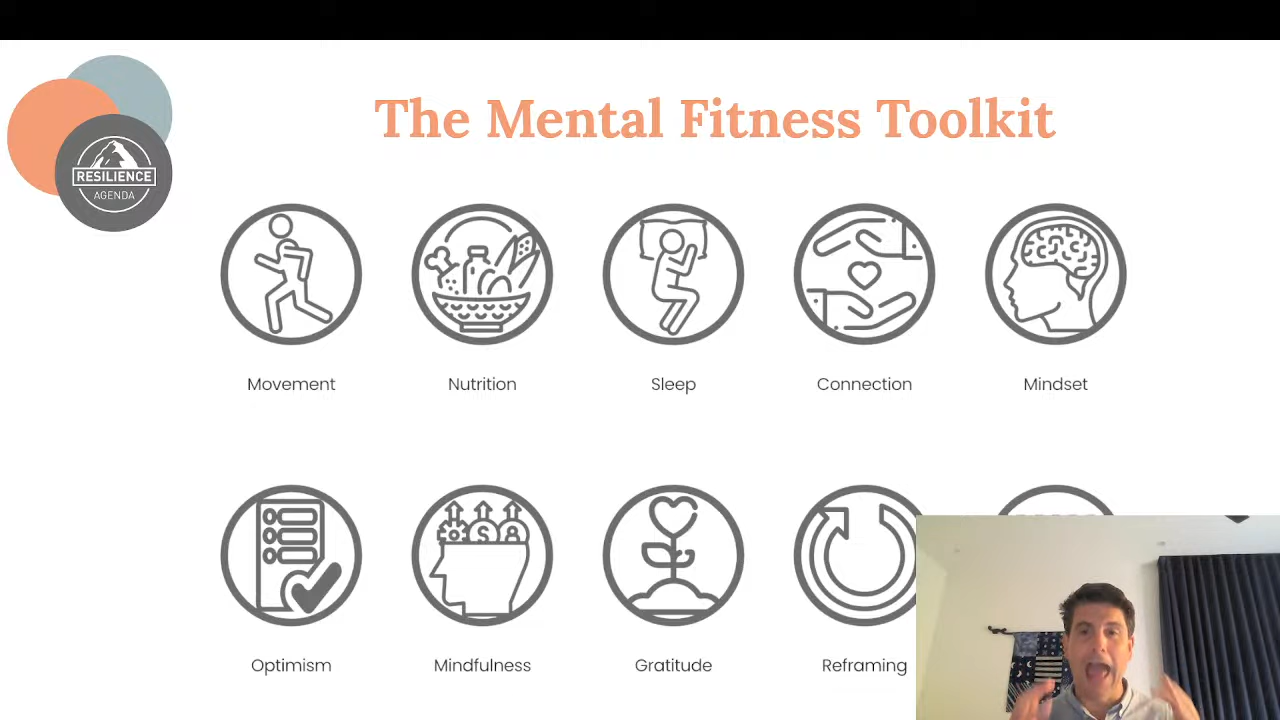 The Mental Fitness Toolkit
RESILIENCE
AGENDA
Movement
Nutrition
Sleep
Connection
Mindset
Optimism
Mindfulness
Gratitude
Reframing